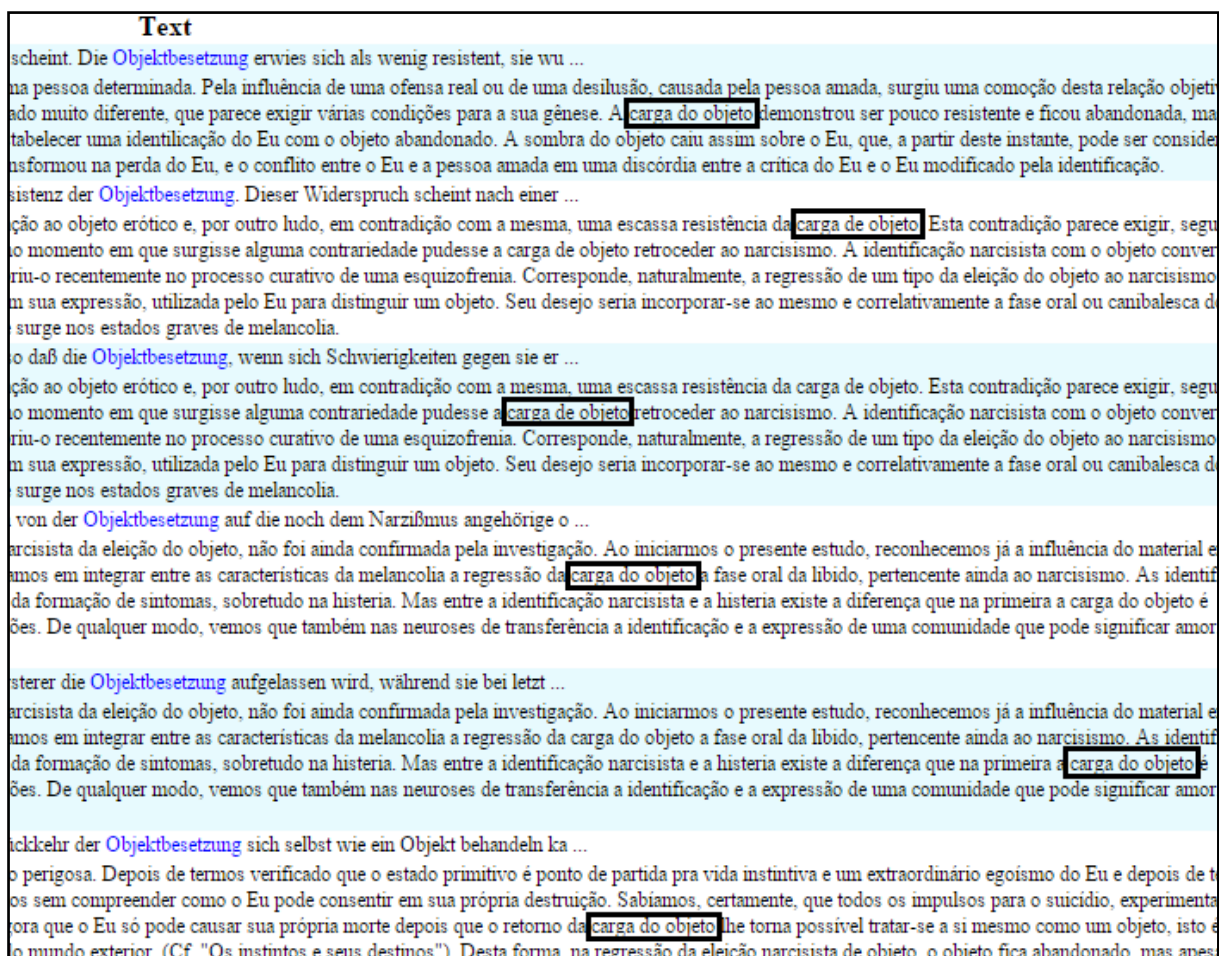 Text
scheint. Die Objektbesetzung erwies sich als wenig resistent, sie wu ...
na pessoa determinada. Pela influência de uma ofensa real ou de uma desilusão, causada pela pessoa amada, surgiu uma comoção desta relação objeti
ado muito diferente, que parece exigir várias condições para a sua gênese. A carga do objeto demonstrou ser pouco resistente e ficou abandonada, ma
tabelecer uma identilicação do Eu com o objeto abandonado. A sombra do objeto caiu assim sobre o Eu, que, a partir deste instante, pode ser consider
nsformou na perda do Eu, e o conflito entre o Eu e a pessoa amada em uma discórdia entre a crítica do Eu e o Eu modificado pela identificação.
sistenz der Objektbesetzung. Dieser Widerspruch scheint nach einer ...
ção ao objeto erótico e, por outro ludo, em contradição com a mesma, uma escassa resistência da carga de objeto. Esta contradição parece exigir, segu
o momento em que surgisse alguma contrariedade pudesse a carga de objeto retroceder ao narcisismo. A identificação narcisista com o objeto conver
riu-o recentemente no processo curativo de uma esquizofrenia. Corresponde, naturalmente, a regressão de um tipo da eleição do objeto ao narcisismo
m sua expressão, utilizada pelo Eu para distinguir um objeto. Seu desejo seria incorporar-se ao mesmo e correlativamente a fase oral ou canibalesca d
surge nos estados graves de melancolia.
so daß die Objektbesetzung, wenn sich Schwierigkeiten gegen sie er ...
ção ao objeto erótico e, por outro ludo, em contradição com a mesma, uma escassa resistência da carga de objeto. Esta contradição parece exigir, segu
o momento em que surgisse alguma contrariedade pudesse a carga de objeto retroceder ao narcisismo. A identificação narcisista com o objeto conver
riu-o recentemente no processo curativo de uma esquizofrenia. Corresponde, naturalmente, a regressão de um tipo da eleição do objeto ao narcisismo
m sua expressão, utilizada pelo Eu para distinguir um objeto. Seu desejo seria incorporar-se ao mesmo e correlativamente a fase oral ou canibalesca d
surge nos estados graves de melancolia.
von der Objektbesetzung auf die noch dem Narzißmus angehörige o ...
arcisista da eleição do objeto, não foi ainda confirmada pela investigação. Ao iniciarmos o presente estudo, reconhecemos já a influência do material e
amos em integrar entre as características da melancolia a regressão da carga do objeto a fase oral da libido, pertencente ainda ao narcisismo. As identif
da formação de sintomas, sobretudo na histeria. Mas entre a identificação narcisista e a histeria existe a diferença que na primeira a carga do objeto é
ões. De qualquer modo, vemos que também nas neuroses de transferência a identificação e a expressão de uma comunidade que pode significar amor
rsterer die Objektbesetzung aufgelassen wird, während sie bei letzt ...
arcisista da eleição do objeto, não foi ainda confirmada pela investigação. Ao iniciarmos o presente estudo, reconhecemos já a influência do material e
amos em integrar entre as características da melancolia a regressão da carga do objeto a fase oral da libido, pertencente ainda ao narcisismo. As identif
da formação de sintomas, sobretudo na histeria. Mas entre a identificação narcisista e a histeria existe a diferença que na primeira a carga do objeto é
ões. De qualquer modo, vemos que também nas neuroses de transferência a identificação e a expressão de uma comunidade que pode significar amor
ückkehr der Objektbesetzung sich selbst wie ein Objekt behandeln ka ...
o perigosa. Depois de termos verificado que o estado primitivo é ponto de partida pra vida instintiva e um extraordinário egoísmo do Eu e depois de t
os sem compreender como o Eu pode consentir em sua própria destruição. Sabíamos, certamente, que todos os impulsos para o suicídio, experimenta
gora que o Eu só pode causar sua própria morte depois que o retorno da carga do objeto lhe torna possível tratar-se a si mesmo como um objeto, isto é
lo mundo exterior. (Cf. "Os instintos e seus destinos"). Desta forma, na regressão da eleição narcisista de objeto, o objeto fica abandonado, mas apes